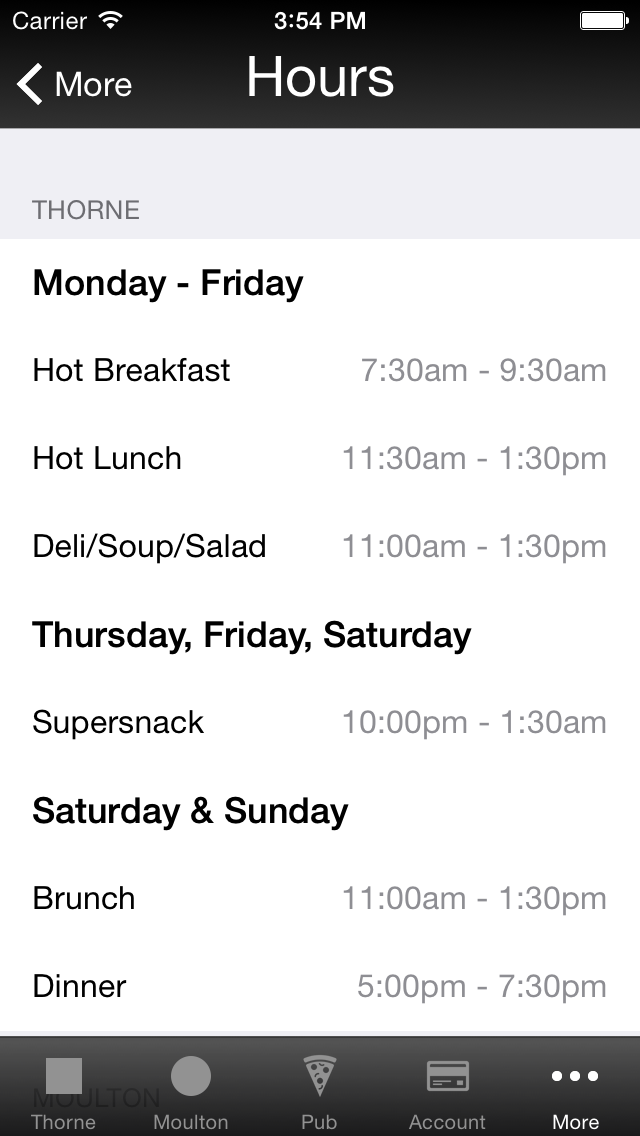 Carrier 3:54 PM
More Hours
THORNE
Monday - Friday
Hot Breakfast 7:30am - 9:30am
Hot Lunch 11:30am - 1:30pm
Deli/Soup/Salad 11:00am - 1:30pm
Thursday, Friday, Saturday
Supersnack 10:00pm - 1:30am
Saturday & Sunday
Brunch 11:00am - 1:30pm
Dinner 5:00pm - 7:30pm
MOULTON
Thorne Moulton Pub Account More